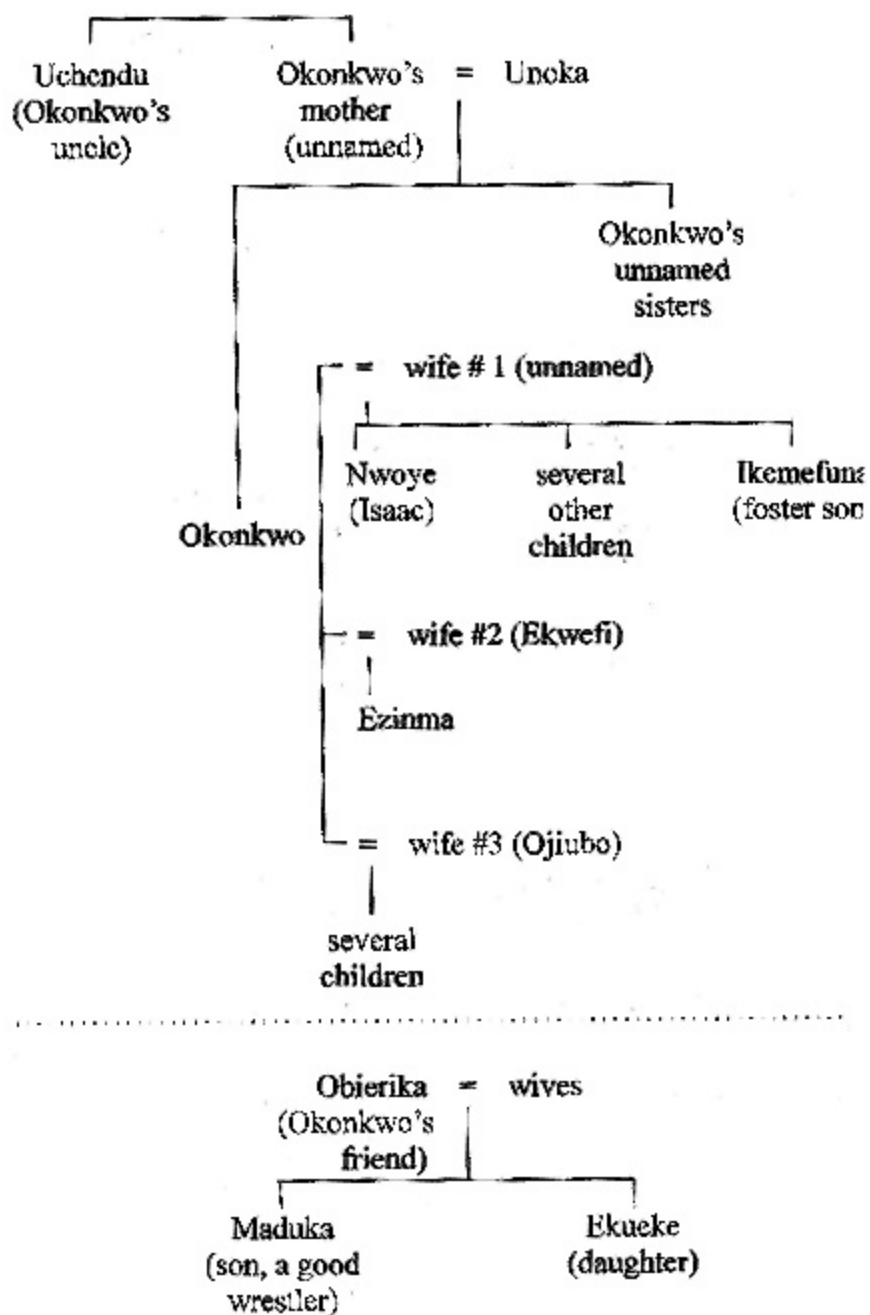 Uchendu
(Okonkwo's
uncle)
Okonkwo's
mother
(unnamed)
= Unoka
Okonkwo's
unnamed
sisters
Okonkwo
= wife # 1 (unnamed)
Nwoye
(Isaac)
several
other
children
Ikemefuna
(foster son
= wife #2 (Ekwefi)
Ezinma
= wife #3 (Ojiubo)
several
children
Obierika = wives
(Okonkwo's
friend)
Maduka
(son, a good
wrestler)
Ekueke
(daughter)